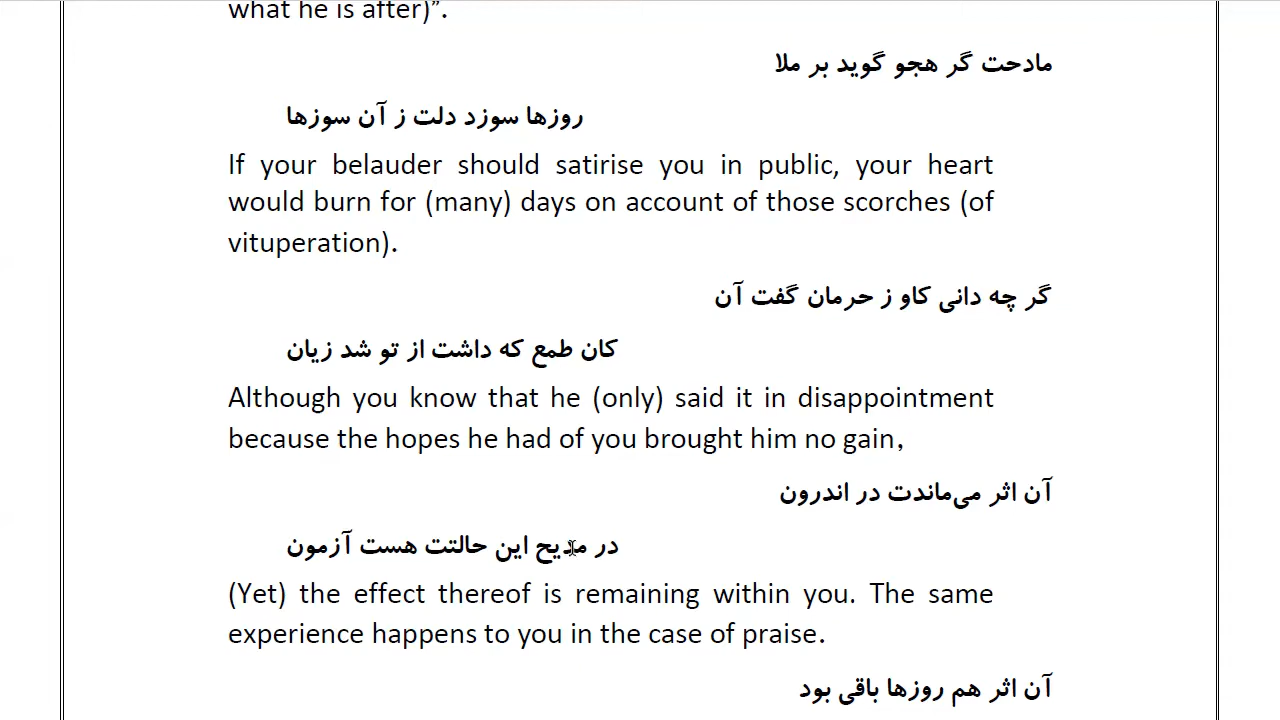 what he is after)”.
مادحت گر هجو گوید بر ملا
روزها سوزد دلت ز آن سوزها
If your belauder should satirise you in public, your heart
would burn for (many) days on account of those scorches (of
vituperation).
گر چه دانی کاو ز حرمان گفت آن
کان طمع که داشت از تو شد زیان
Although you know that he (only) said it in disappointment
because the hopes he had of you brought him no gain,
آن اثر می‌ماندت در اندرون
در مدیح این حالتت هست آزمون
(Yet) the effect thereof is remaining within you. The same
experience happens to you in the case of praise.
آن اثر هم روزها باقی بود